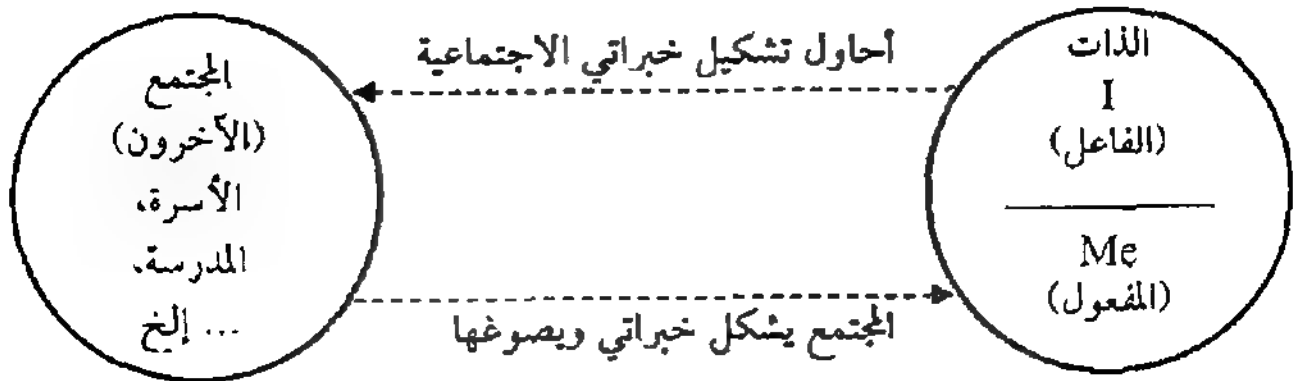 الذات
I
(الفاعل)
Me
(المفعول)
أحاول تشكيل خبراتي الاجتماعية
المجتمع يشكل خبراتي ويصوغها
المجتمع
(الآخرون)
الأسرة،
المدرسة،
... إلخ